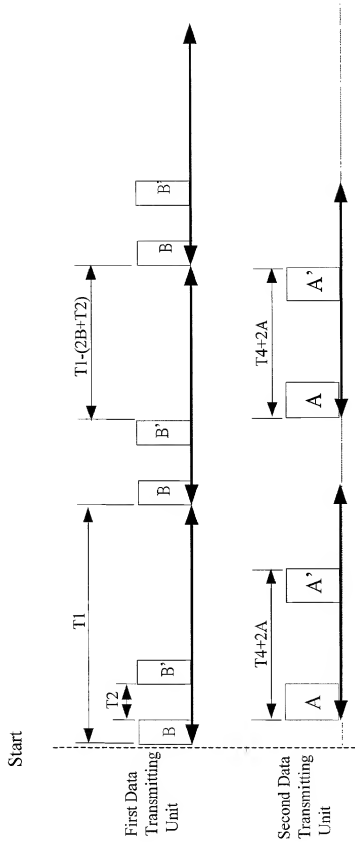 Start
First Data
Transmitting
Unit
T1
T2
T1-(2B+T2)
B
B'
B
B'
B
B'
Second Data
Transmitting
Unit
T4+2A
T4+2A
A
A'
A
A'